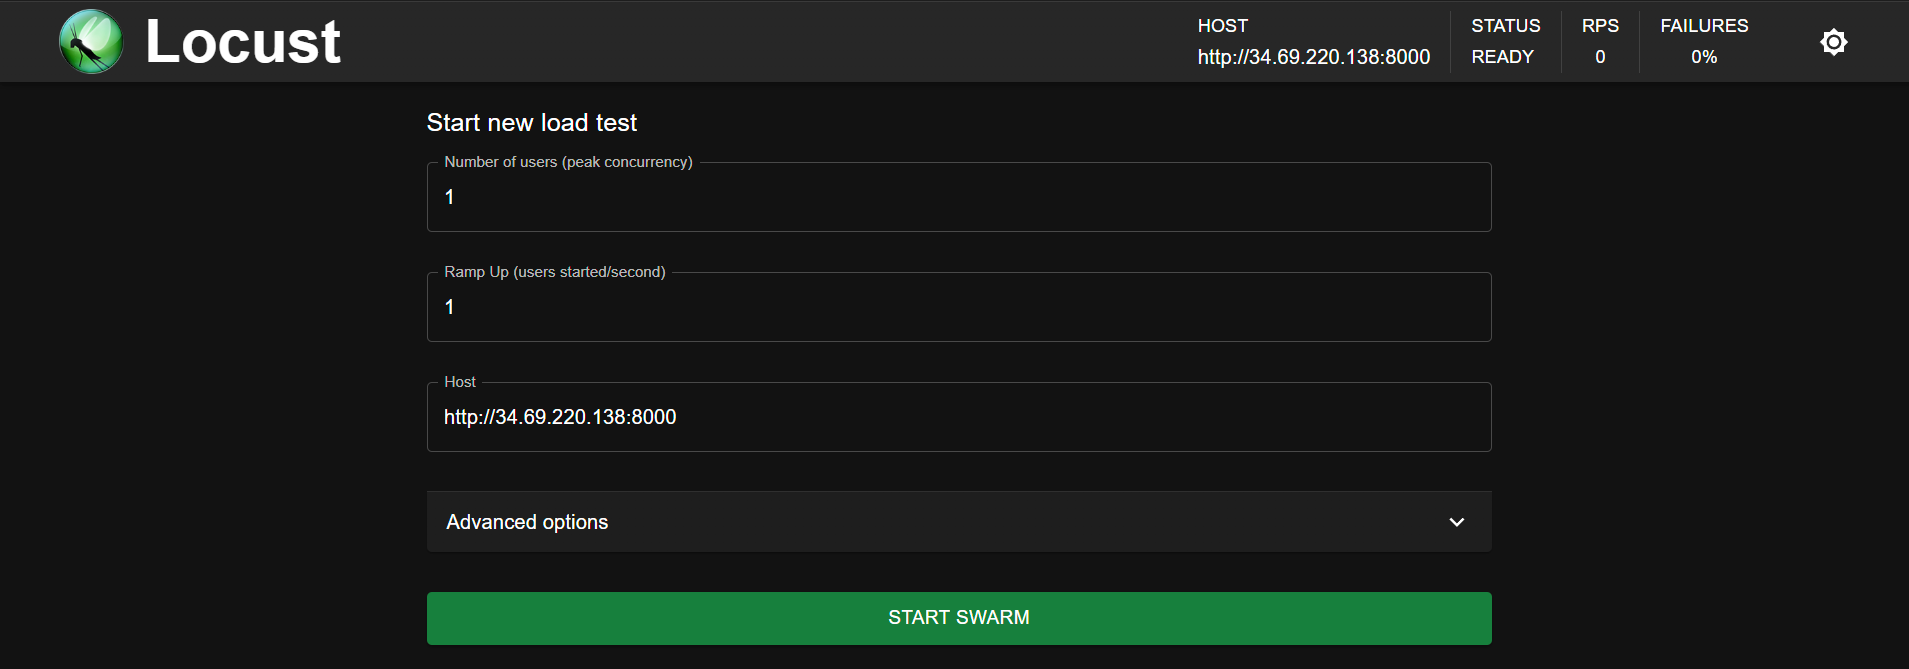 Locust
HOST
http://34.69.220.138:8000
STATUS
READY
RPS
0
FAILURES
0%
Start new load test
Number of users (peak concurrency)
1
Ramp Up (users started/second)
1
Host
http://34.69.220.138:8000
Advanced options
START SWARM